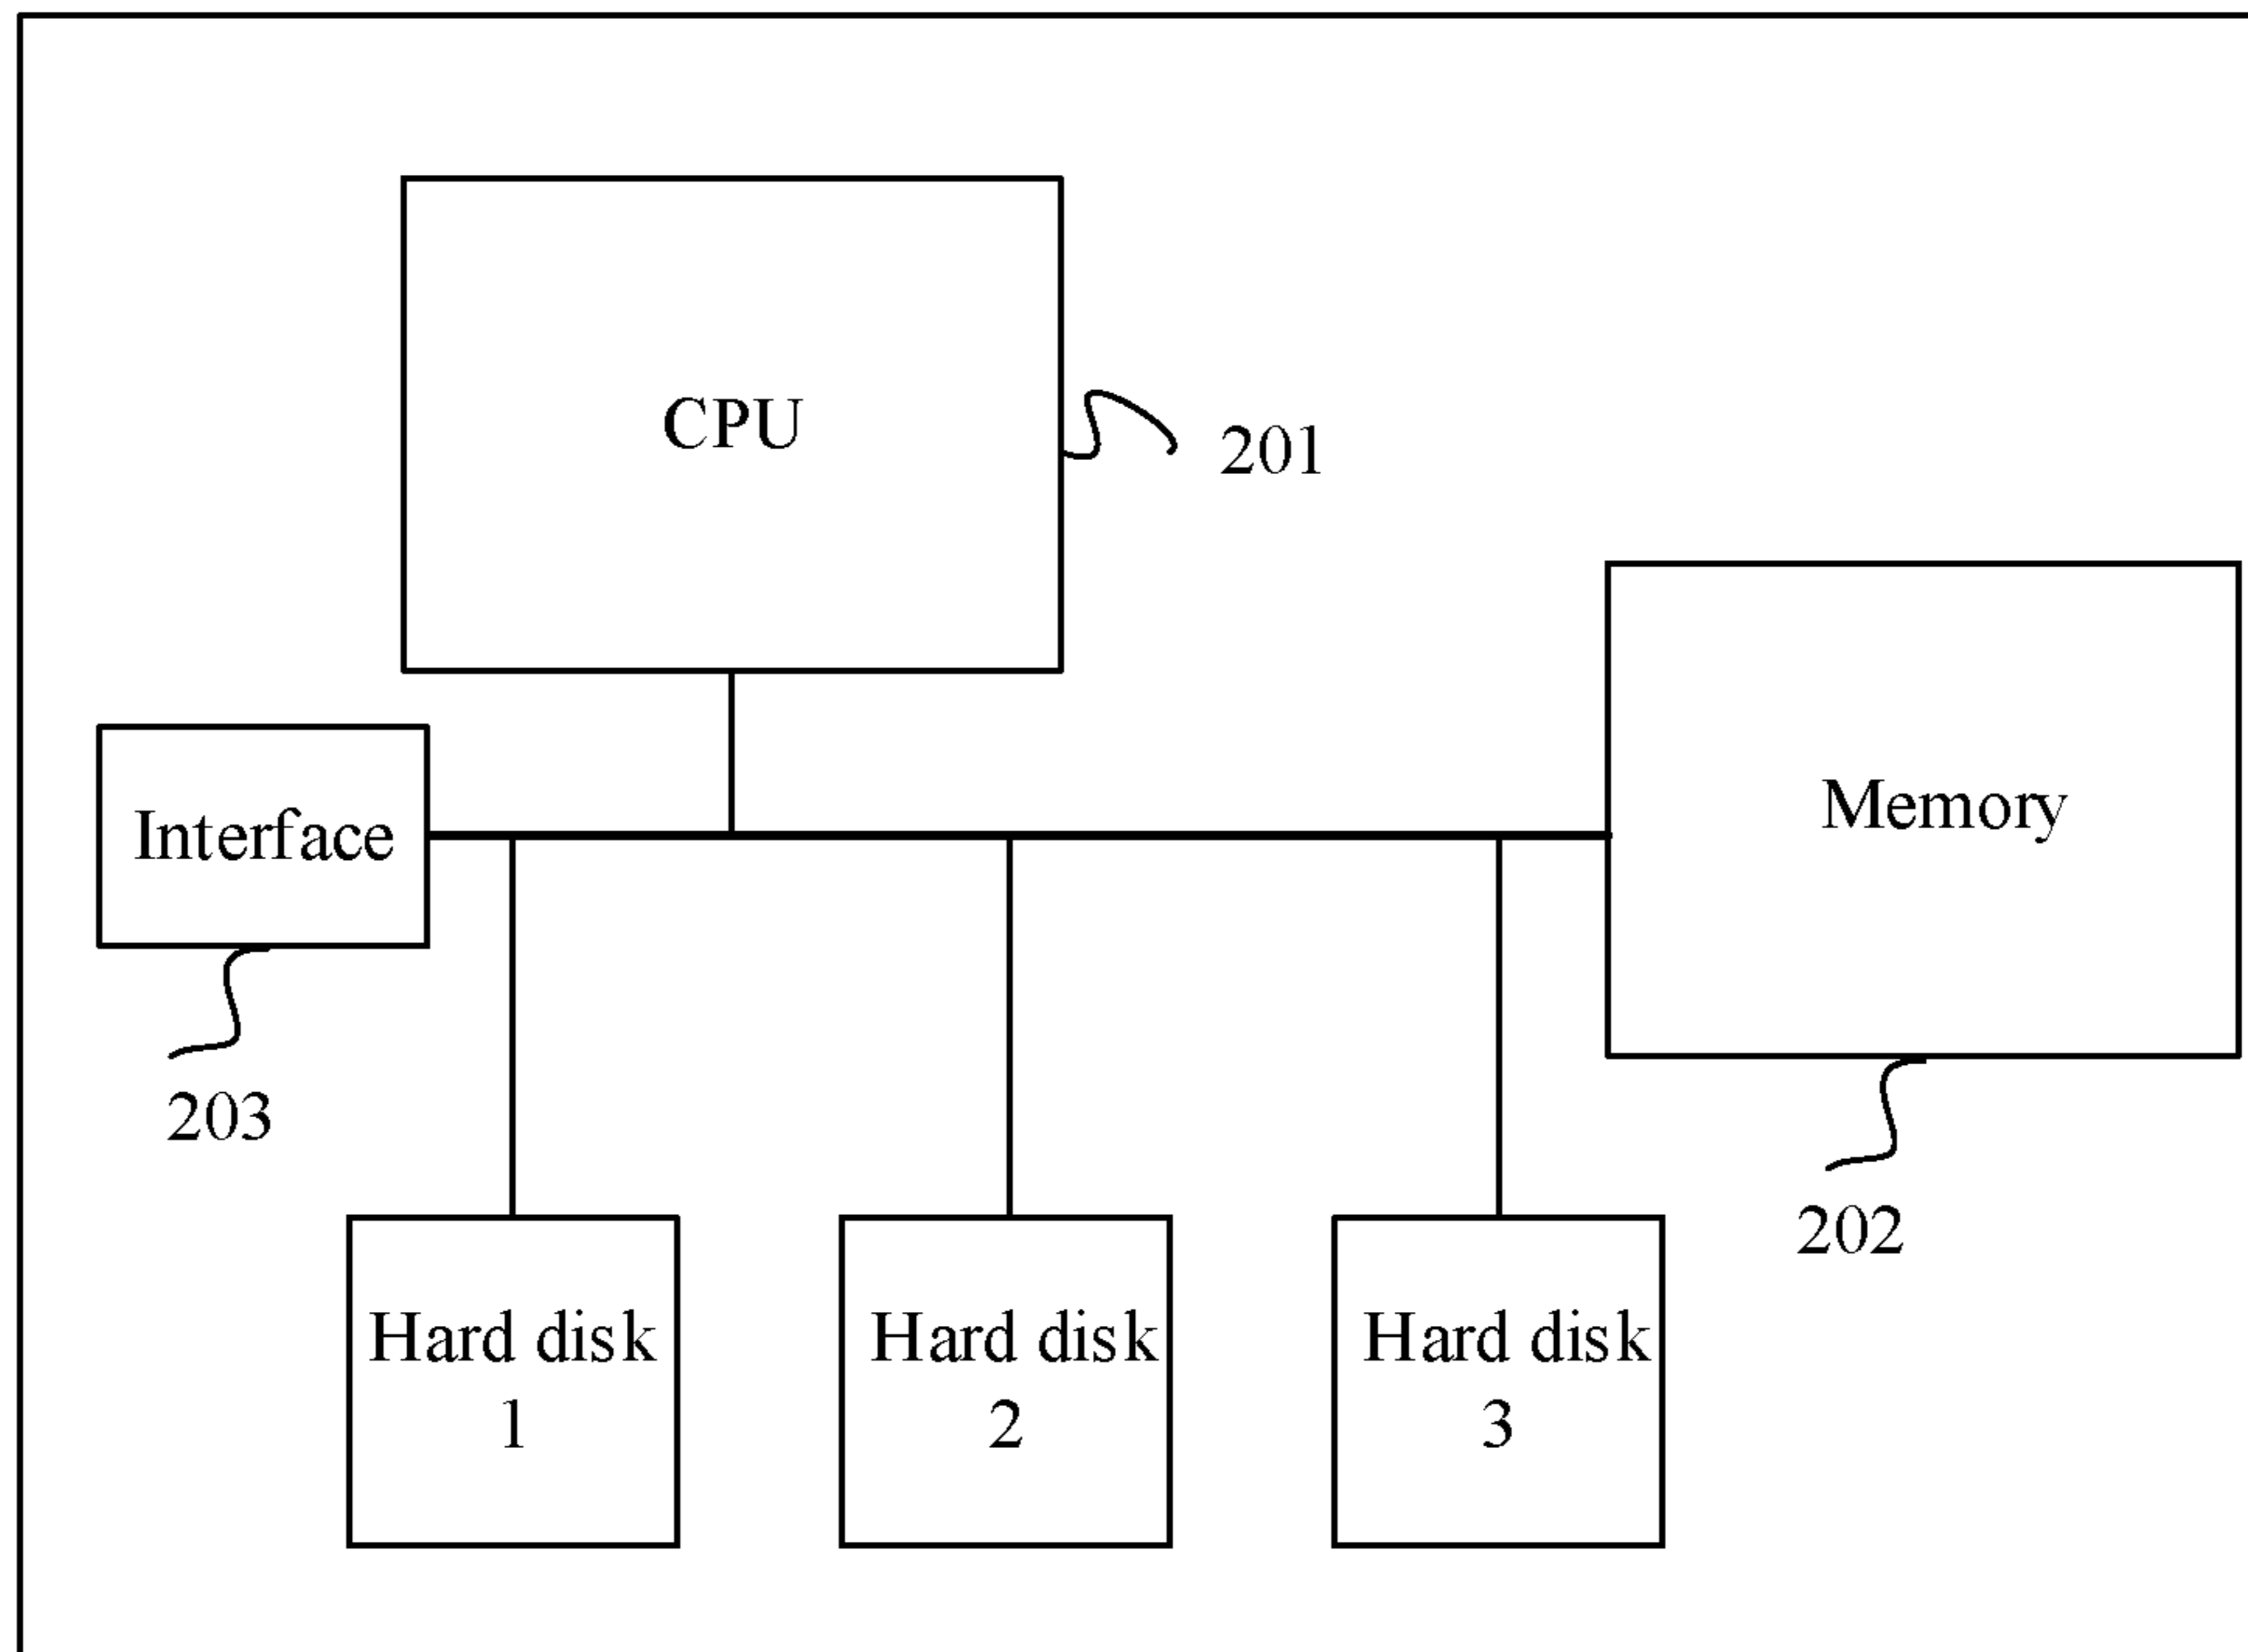 CPU
201
Interface
Memory
203
202
Hard disk
1
Hard disk
2
Hard disk
3